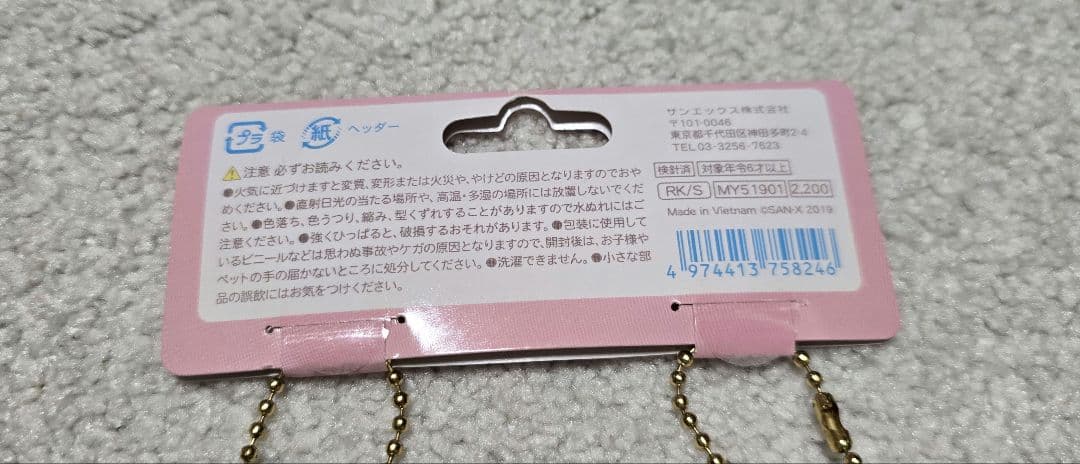 プラ 袋 紙 ヘッダー
⚠注意 必ずお読みください。
●火気に近づけますと変質、変形または火災や、やけどの原因となりますのでおや
めください。●直射日光の当たる場所や、高温・多湿の場所には放置しないでくだ
さい。●色落ち、色うつり、縮み、型くずれすることがありますので水ぬれにはご
注意ください。●強くひっぱると、破損するおそれがあります。●包装に使用して
いるビニールなどは思わぬ事故やケガの原因となりますので、開封後は、お子様や
ペットの手の届かないところに処分してください。●洗濯できません。●小さな部
品の誤飲にはお気をつけください。
サンエックス株式会社
〒101-0046
東京都千代田区神田多町2-4
TEL 03-3256-7623
検針済 対象年令6才以上
RK/S MY51901 2,200
Made in Vietnam ©SAN-X 2019
4 974413 758246